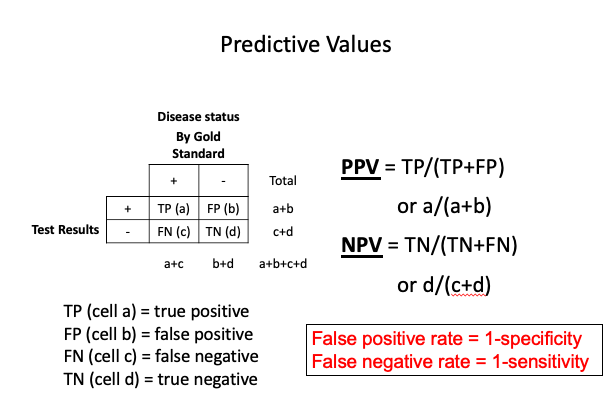 Predictive Values
Disease status
By Gold
Standard
+ - Total
+ TP (a) FP (b) a+b
Test Results - FN (c) TN (d) c+d
a+c b+d a+b+c+d
PPV = TP/(TP+FP)
or a/(a+b)
NPV = TN/(TN+FN)
or d/(c+d)
TP (cell a) = true positive
FP (cell b) = false positive
FN (cell c) = false negative
TN (cell d) = true negative
False positive rate = 1-specificity
False negative rate = 1-sensitivity